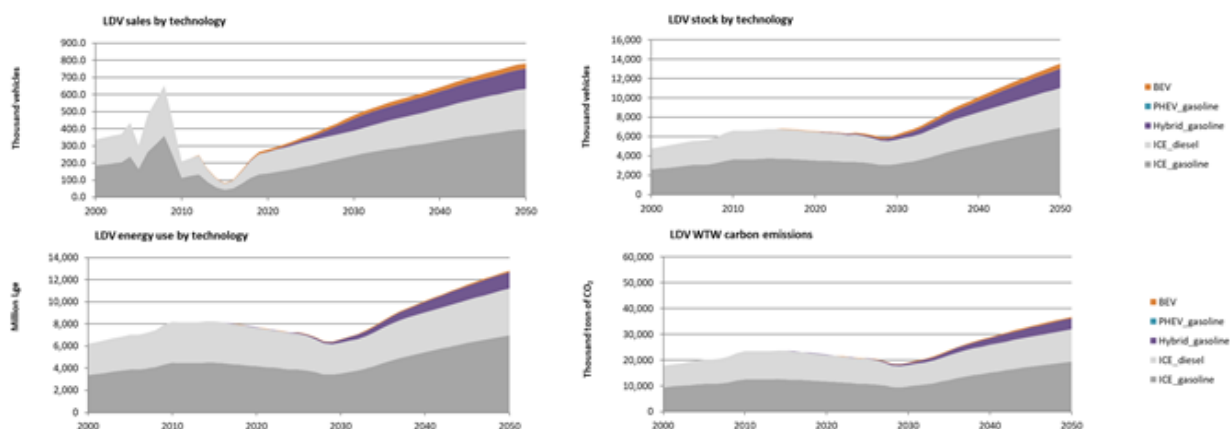 LDV sales by technology
Thousand vehicles
900.0
800.0
700.0
600.0
500.0
400.0
300.0
200.0
100.0
0.0
2000 2010 2020 2030 2040 2050
LDV stock by technology
Thousand vehicles
16,000
14,000
12,000
10,000
8,000
6,000
4,000
2,000
0
2000 2010 2020 2030 2040 2050
BEV
PHEV_gasoline
Hybrid_gasoline
ICE_diesel
ICE_gasoline
LDV energy use by technology
Million Lge
14,000
12,000
10,000
8,000
6,000
4,000
2,000
0
2000 2010 2020 2030 2040 2050
LDV WTW carbon emissions
Thousand tosn of CO₂
60,000
50,000
40,000
30,000
20,000
10,000
0
2000 2010 2020 2030 2040 2050
BEV
PHEV_gasoline
Hybrid_gasoline
ICE_diesel
ICE_gasoline